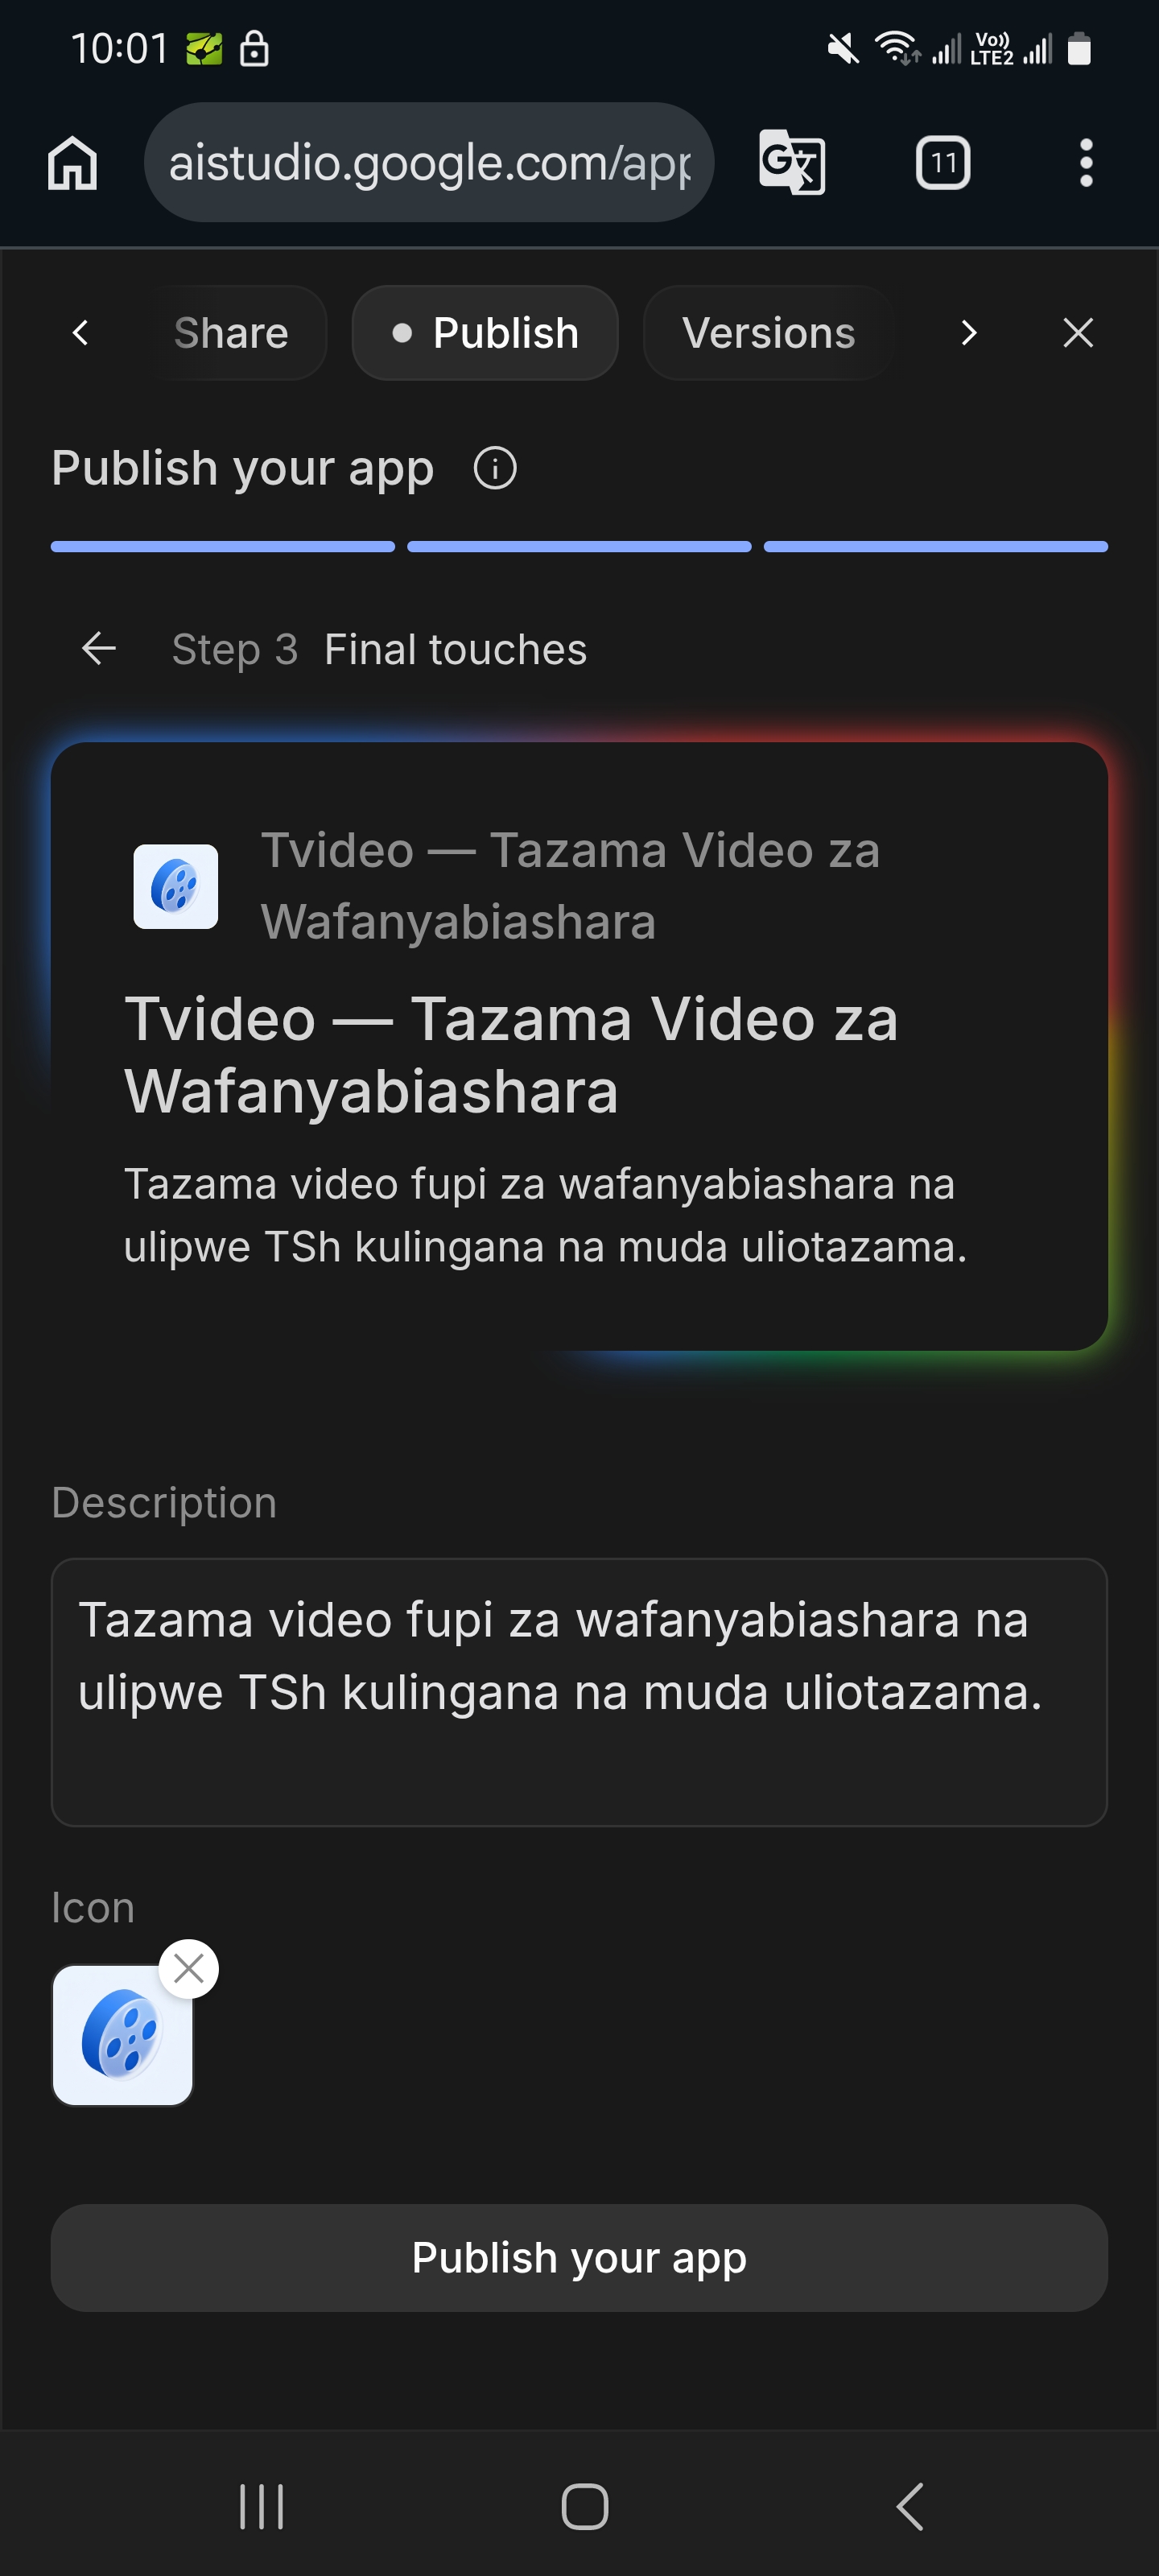 10:01
Vo)) LTE2
aistudio.google.com/app
11
Share
Publish
Versions
Publish your app
Step 3 Final touches
Tvideo — Tazama Video za
Wafanyabiashara
Tvideo — Tazama Video za
Wafanyabiashara
Tazama video fupi za wafanyabiashara na
ulipwe TSh kulingana na muda uliotazama.
Description
Tazama video fupi za wafanyabiashara na
ulipwe TSh kulingana na muda uliotazama.
Icon
Publish your app